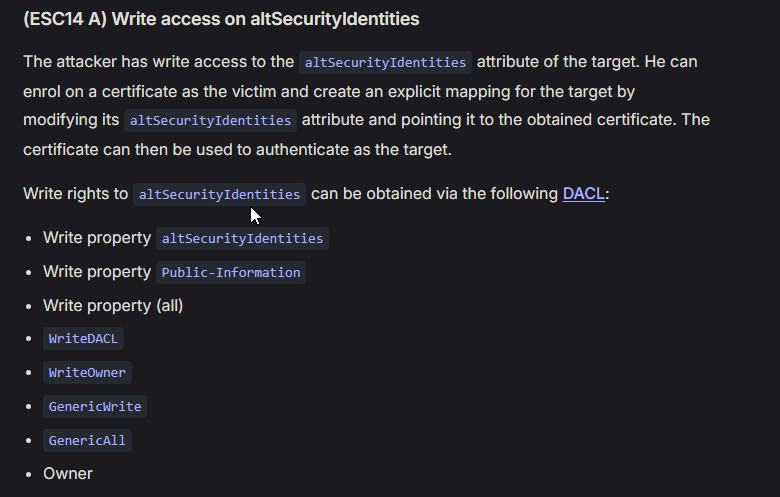 (ESC14 A) Write access on altSecurityIdentities
The attacker has write access to the altSecurityIdentities attribute of the target. He can
enrol on a certificate as the victim and create an explicit mapping for the target by
modifying its altSecurityIdentities attribute and pointing it to the obtained certificate. The
certificate can then be used to authenticate as the target.
Write rights to altSecurityIdentities can be obtained via the following DACL:
• Write property altSecurityIdentities
• Write property Public-Information
• Write property (all)
• WriteDACL
• WriteOwner
• GenericWrite
• GenericAll
• Owner